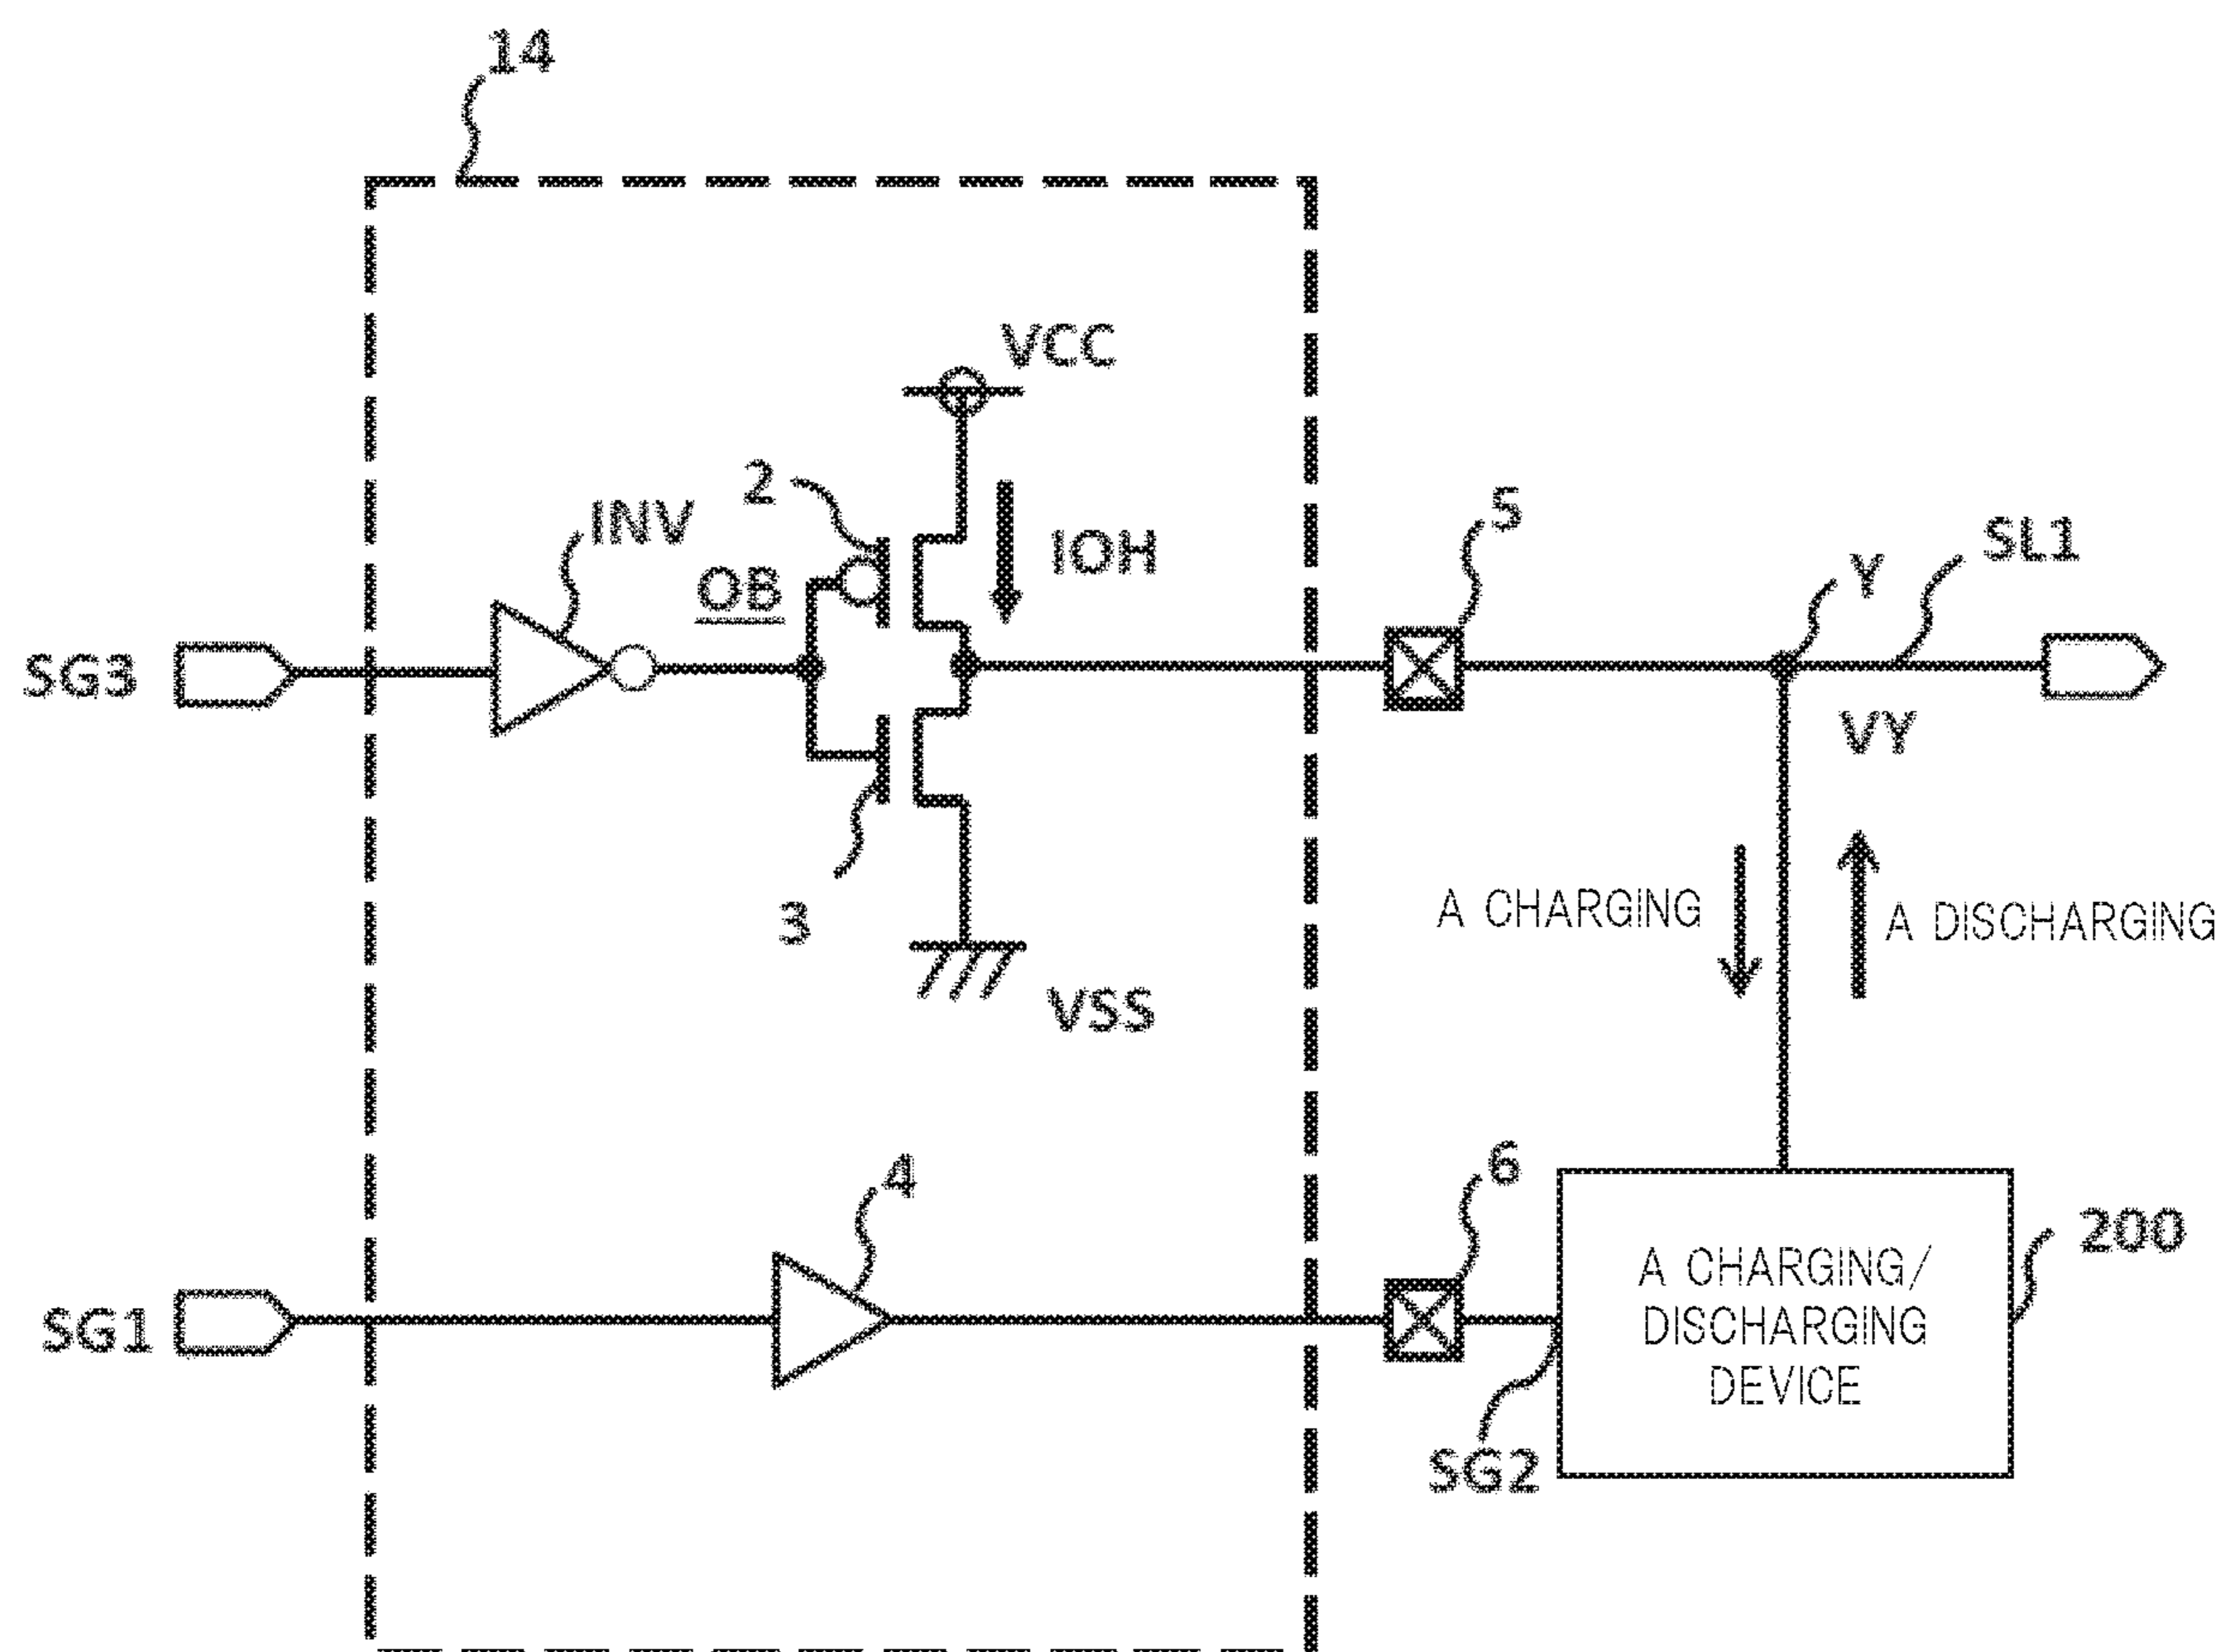 14
VCC
2
INV
OB
IOH
5
Y
SL1
SG3
VY
3
A CHARGING
A DISCHARGING
VSS
4
6
200
SG1
A CHARGING/
DISCHARGING
DEVICE
SG2